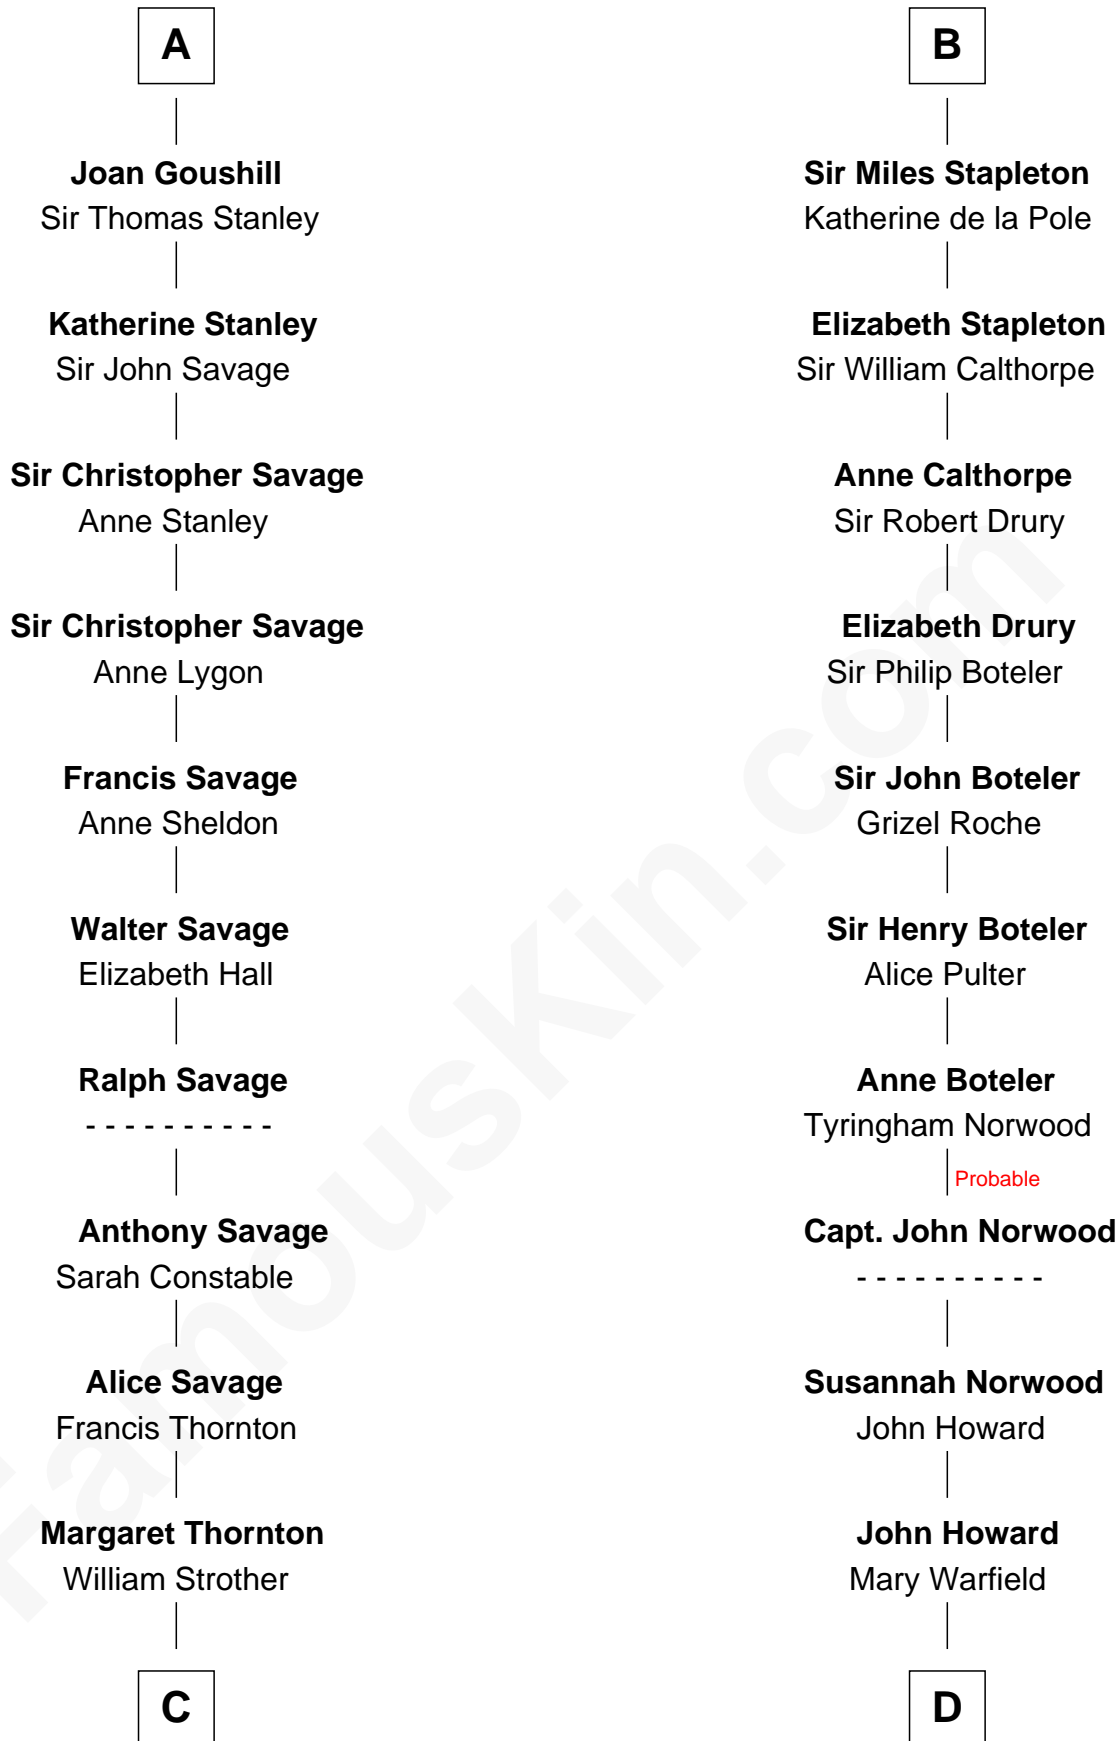 A
Joan Goushill
Sir Thomas Stanley
Katherine Stanley
Sir John Savage
Sir Christopher Savage
Anne Stanley
Sir Christopher Savage
Anne Lygon
Francis Savage
Anne Sheldon
Walter Savage
Elizabeth Hall
Ralph Savage
- - - - - - - - - -
Anthony Savage
Sarah Constable
Alice Savage
Francis Thornton
Margaret Thornton
William Strother
C
B
Sir Miles Stapleton
Katherine de la Pole
Elizabeth Stapleton
Sir William Calthorpe
Anne Calthorpe
Sir Robert Drury
Elizabeth Drury
Sir Philip Boteler
Sir John Boteler
Grizel Roche
Sir Henry Boteler
Alice Pulter
Anne Boteler
Tyringham Norwood
Probable
Capt. John Norwood
- - - - - - - - - -
Susannah Norwood
John Howard
John Howard
Mary Warfield
D
FamousKin.com